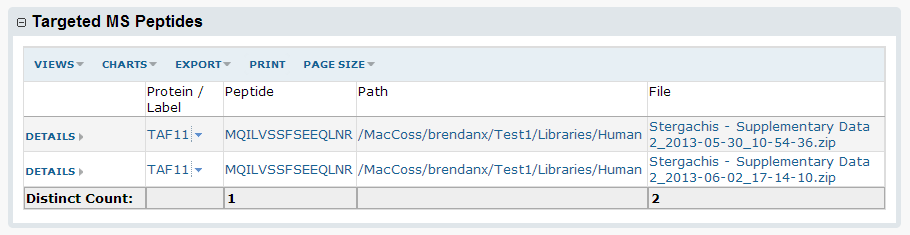 Targeted MS Peptides
VIEWS CHARTS EXPORT PRINT PAGE SIZE
Protein / Label Peptide Path File
DETAILS TAF11 MQILVSSFSEEQLNR /MacCoss/brendanx/Test1/Libraries/Human Stergachis - Supplementary Data
2_2013-05-30_10-54-36.zip
DETAILS TAF11 MQILVSSFSEEQLNR /MacCoss/brendanx/Test1/Libraries/Human Stergachis - Supplementary Data
2_2013-06-02_17-14-10.zip
Distinct Count: 1 2